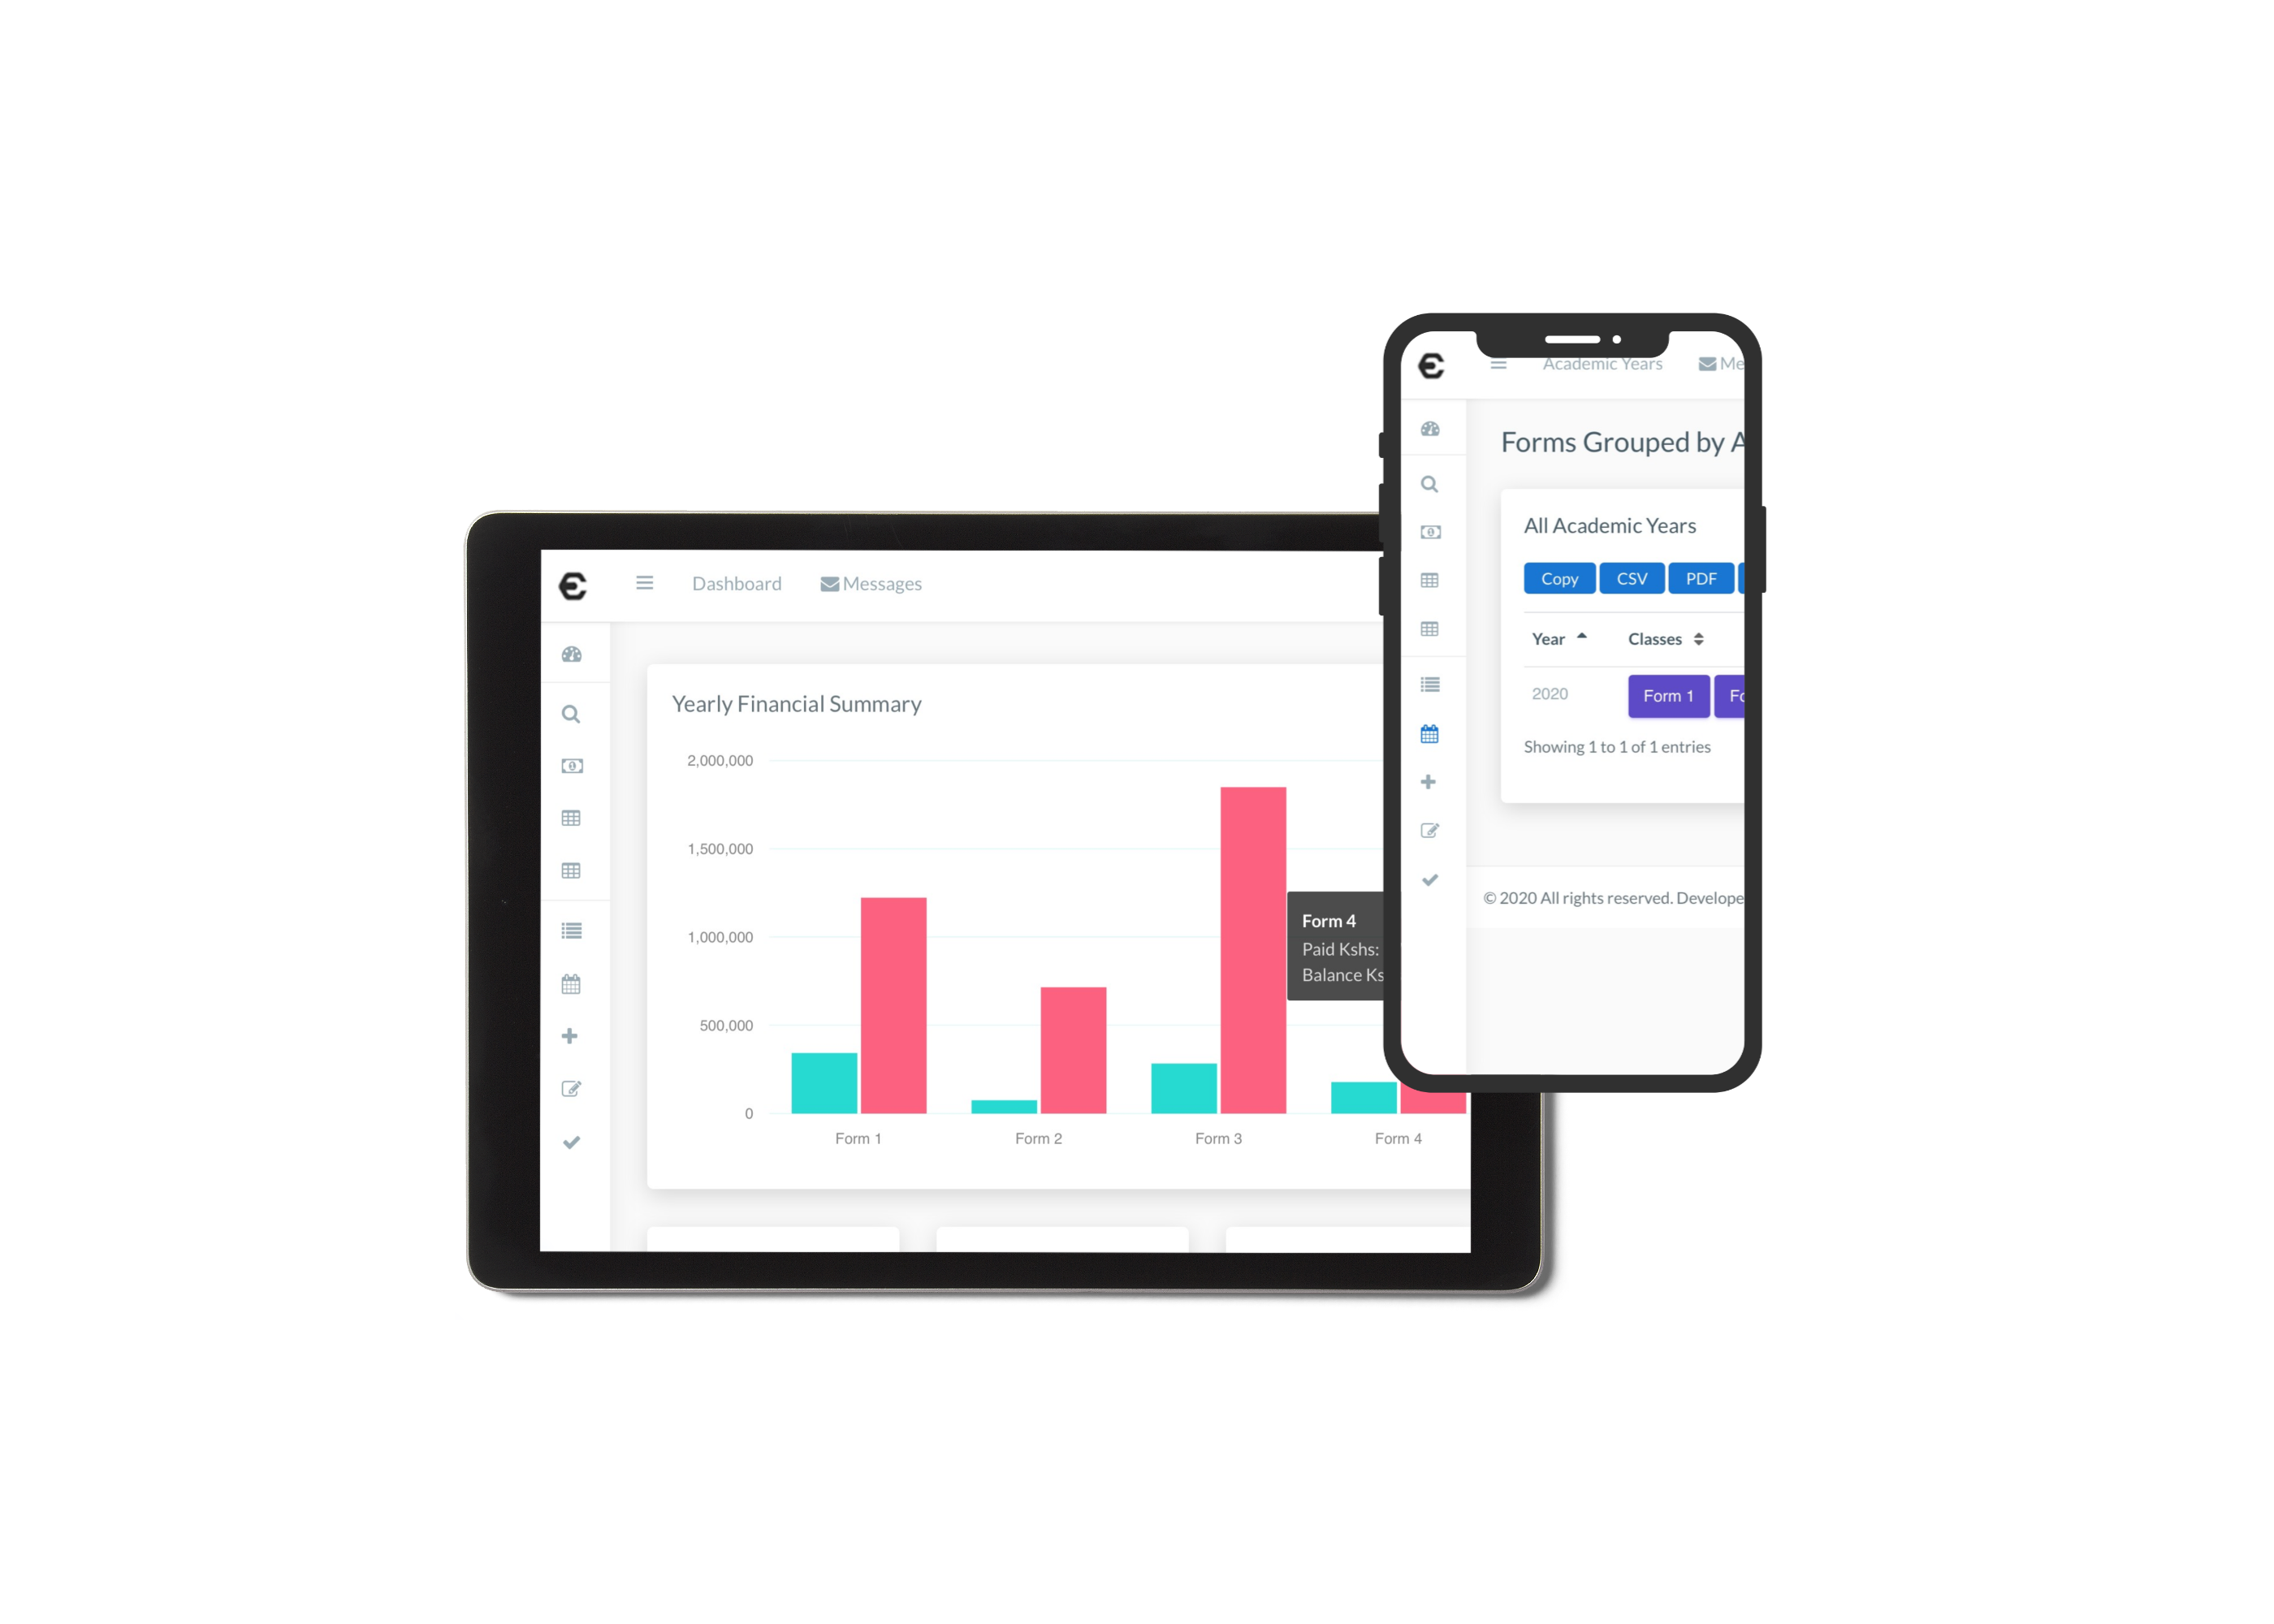 Dashboard Messages
Yearly Financial Summary
2,000,000
1,500,000
1,000,000
500,000
0
Form 1 Form 2 Form 3 Form 4
Form 4
Paid Kshs:
Balance Ks
Academic Years Me
Forms Grouped by A
All Academic Years
Copy CSV PDF
Year Classes
2020 Form 1 Fo
Showing 1 to 1 of 1 entries
© 2020 All rights reserved. Develope